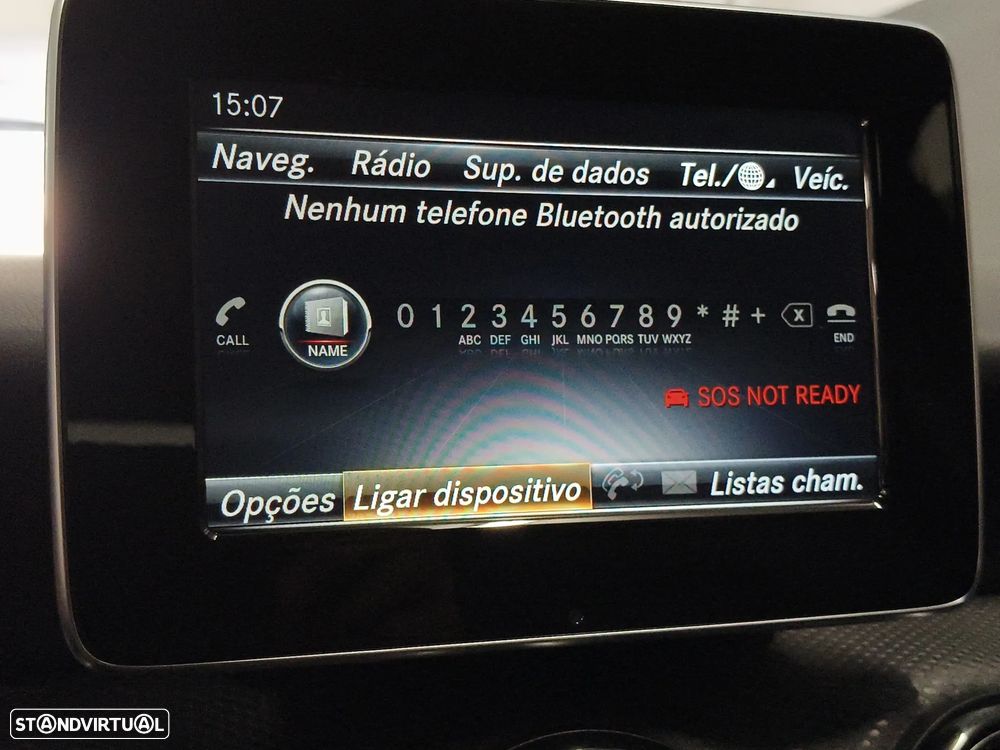 15:07
Naveg. Rádio Sup. de dados Tel./ Veíc.
Nenhum telefone Bluetooth autorizado
0 1 2 3 4 5 6 7 8 9 * # + X
CALL NAME ABC DEF GHI JKL MNO PQRS TUV WXYZ END
SOS NOT READY
Opções Ligar dispositivo Listas cham.
STANDVIRTUAL